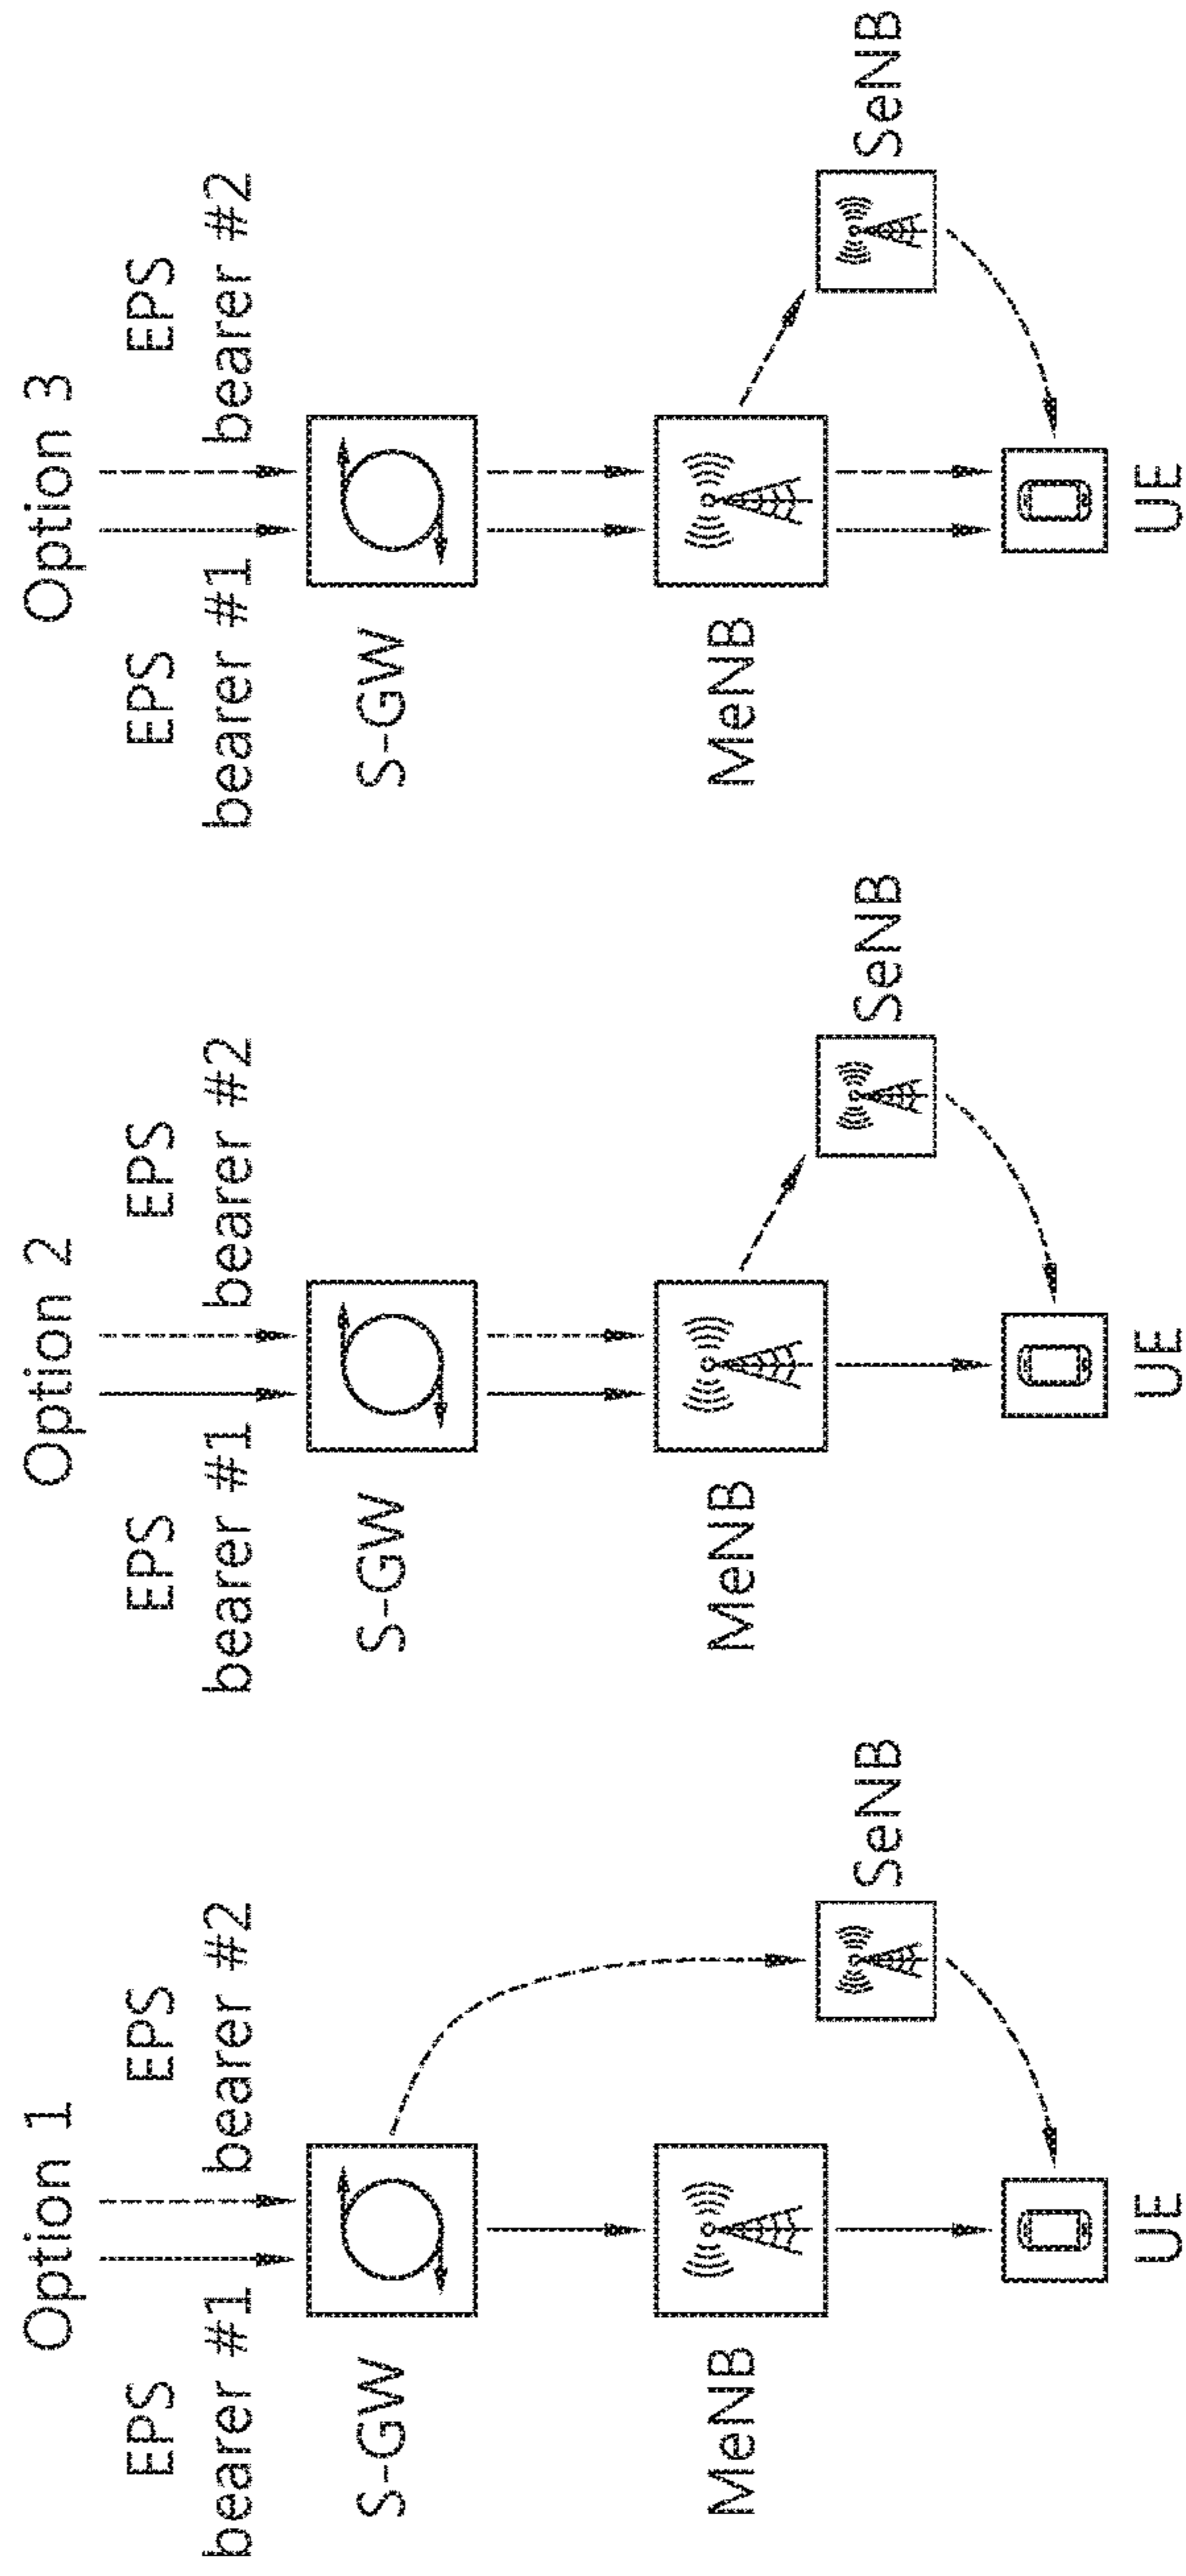 Option 1
EPS
bearer #1
EPS
bearer #2
S-GW
MeNB
SeNB
UE
Option 2
EPS
bearer #1
EPS
bearer #2
S-GW
MeNB
SeNB
UE
Option 3
EPS
bearer #1
EPS
bearer #2
S-GW
MeNB
SeNB
UE